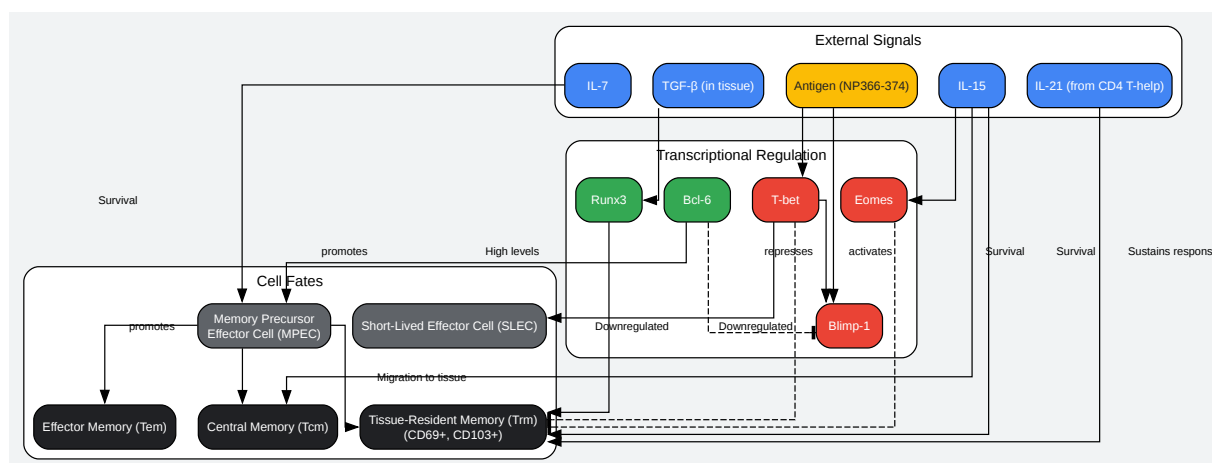 External Signals
IL-7
TGF-β (in tissue)
Antigen (NP366-374)
IL-15
IL-21 (from CD4 T-help)
Transcriptional Regulation
Runx3
Bcl-6
T-bet
Eomes
Survival
promotes
High levels
represses
activates
Survival
Survival
Sustains respons
Cell Fates
Memory Precursor
Effector Cell (MPEC)
Short-Lived Effector Cell (SLEC)
promotes
Downregulated
Downregulated
Blimp-1
Migration to tissue
Effector Memory (Tem)
Central Memory (Tcm)
Tissue-Resident Memory (Trm)
(CD69+, CD103+)